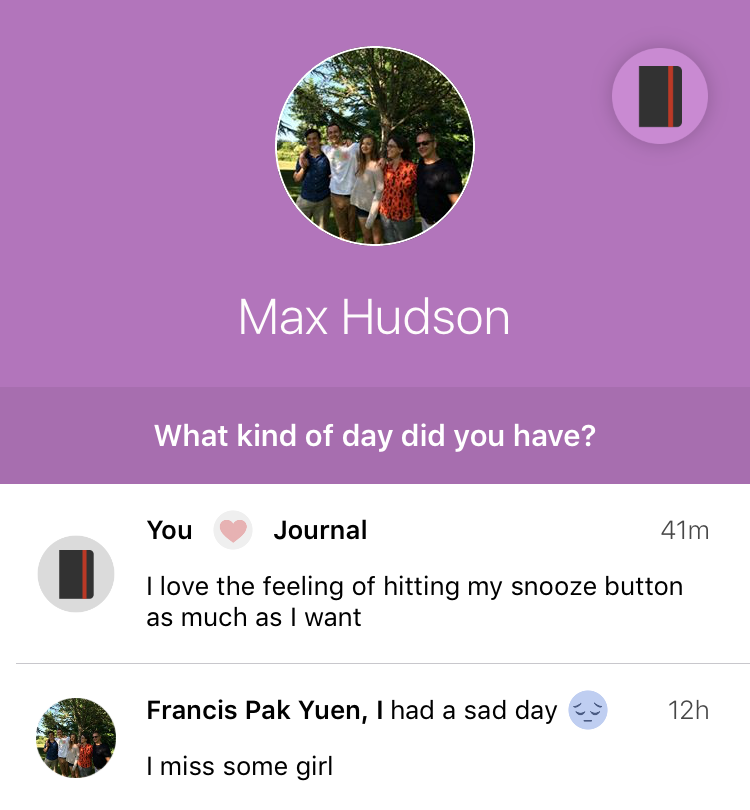 Max Hudson
What kind of day did you have?
You Journal 41m
I love the feeling of hitting my snooze button
as much as I want
Francis Pak Yuen, I had a sad day 12h
I miss some girl